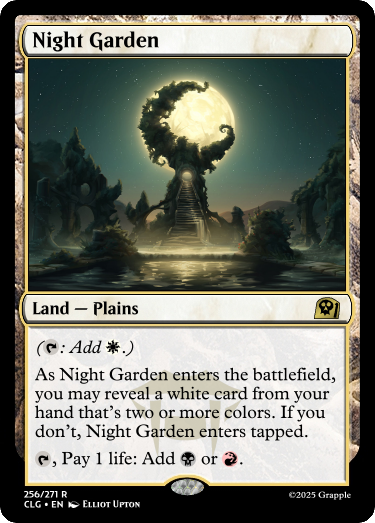 Night Garden
Land — Plains
(: Add .)
As Night Garden enters the battlefield,
you may reveal a white card from your
hand that's two or more colors. If you
don't, Night Garden enters tapped.
, Pay 1 life: Add or .
256/271 R
CLG • EN Elliot Upton
©2025 Grapple